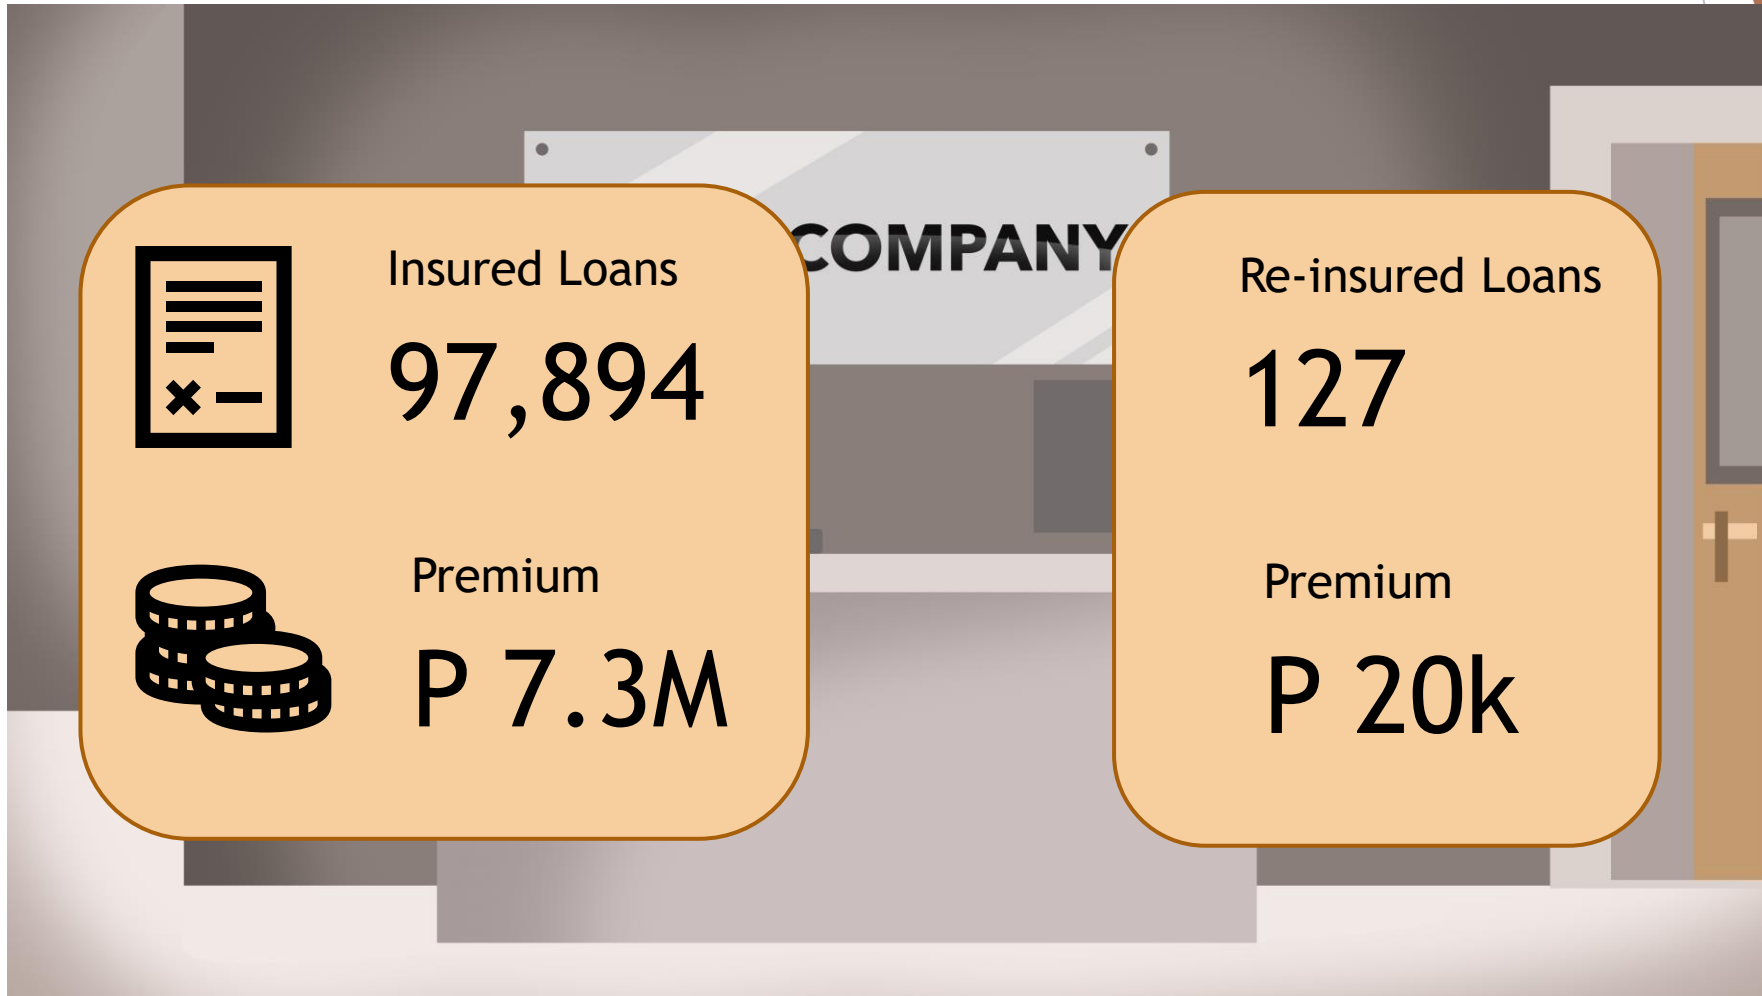 COMPANY
Insured Loans
97,894
Premium
P 7.3M
Re-insured Loans
127
Premium
P 20k